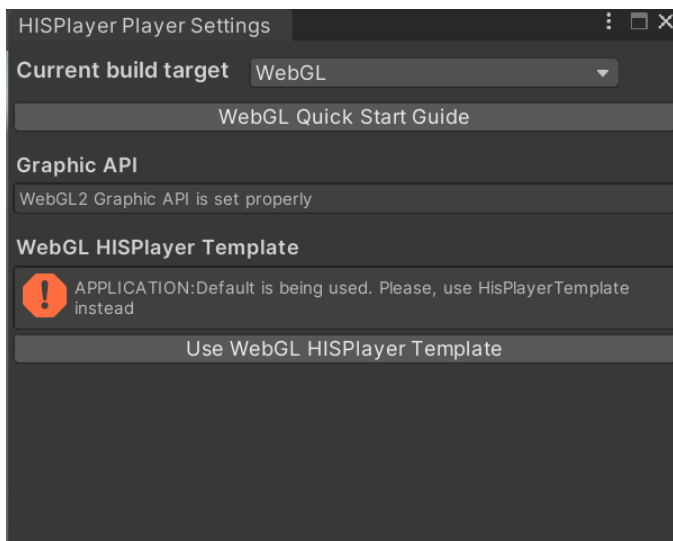 HISPlayer Player Settings
Current build target WebGL
WebGL Quick Start Guide
Graphic API
WebGL2 Graphic API is set properly
WebGL HISPlayer Template
APPLICATION:Default is being used. Please, use HisPlayerTemplate
instead
Use WebGL HISPlayer Template